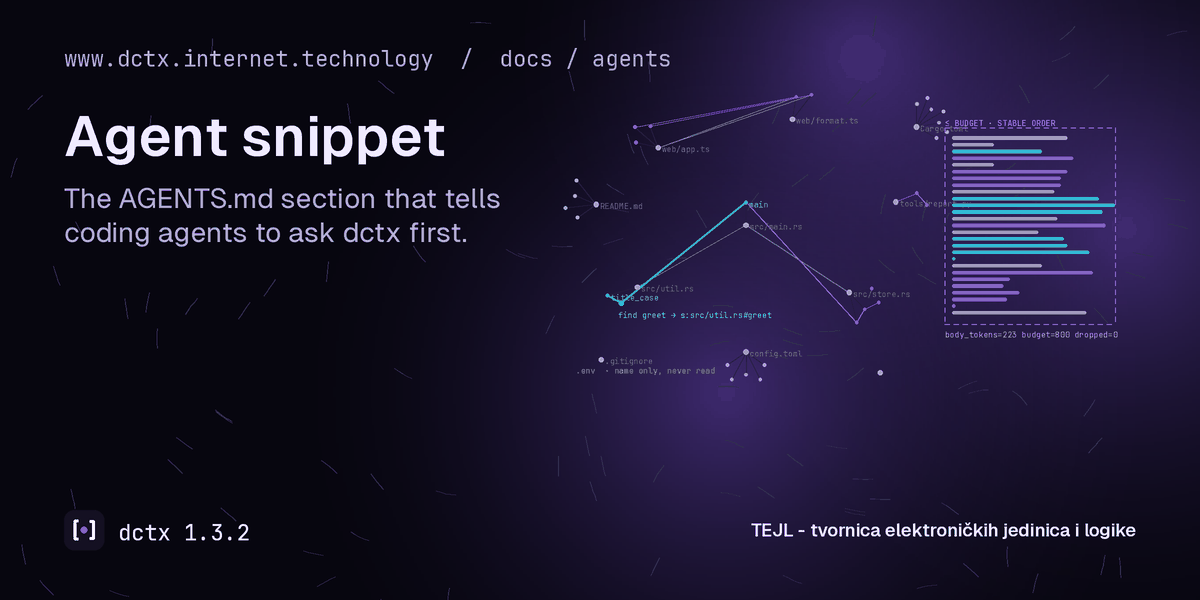 www.dctx.internet.technology / docs / agents
Agent snippet
The AGENTS.md section that tells
coding agents to ask dctx first.
web/format.ts
web/app.ts
≤ BUDGET · STABLE ORDER
README.md
main
src/main.rs
src/util.rs
title_case
src/store.rs
find greet → s:src/util.rs#greet
body_tokens=223 budget=800 dropped=0
config.toml
.gitignore
.env · name only, never read
dctx 1.3.2
TEJL - tvornica elektroničkih jedinica i logike